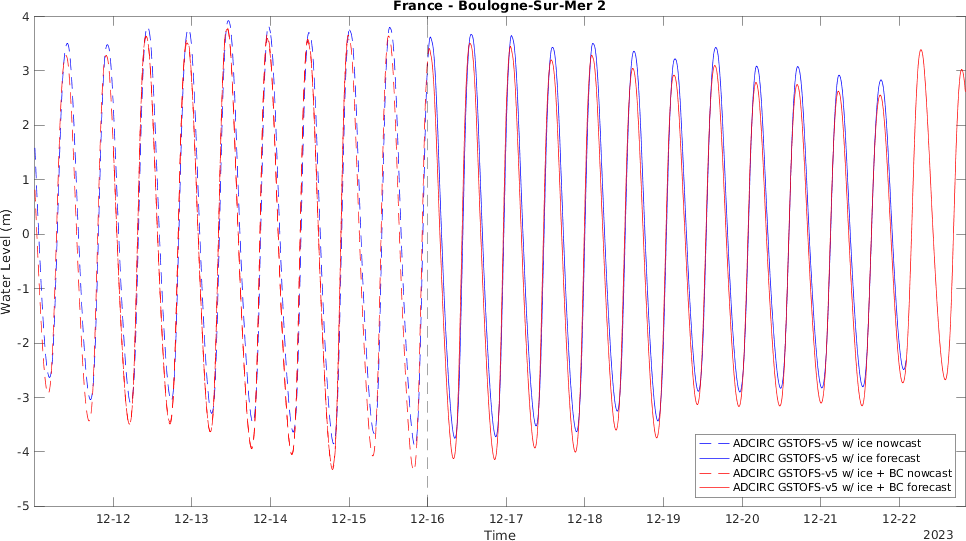 France - Boulogne-Sur-Mer 2
4
3
2
1
0
-1
-2
-3
-4
-5
Water Level (m)
ADCIRC GSTOFS-v5 w/ ice nowcast
ADCIRC GSTOFS-v5 w/ ice forecast
ADCIRC GSTOFS-v5 w/ ice + BC nowcast
ADCIRC GSTOFS-v5 w/ ice + BC forecast
12-12 12-13 12-14 12-15 12-16 12-17 12-18 12-19 12-20 12-21 12-22
Time
2023